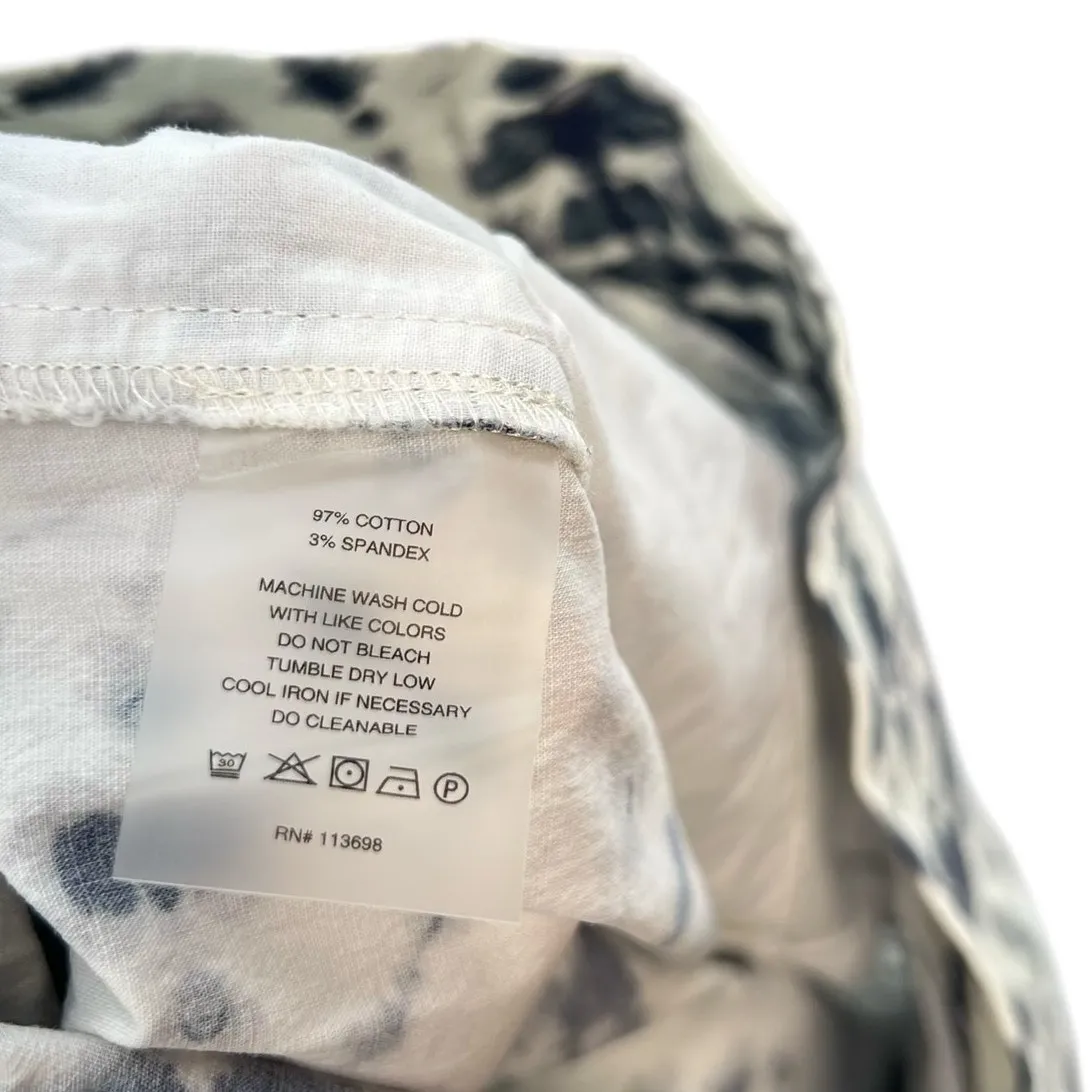 97% COTTON
3% SPANDEX
MACHINE WASH COLD
WITH LIKE COLORS
DO NOT BLEACH
TUMBLE DRY LOW
COOL IRON IF NECESSARY
DO CLEANABLE
30 P
RN# 113698